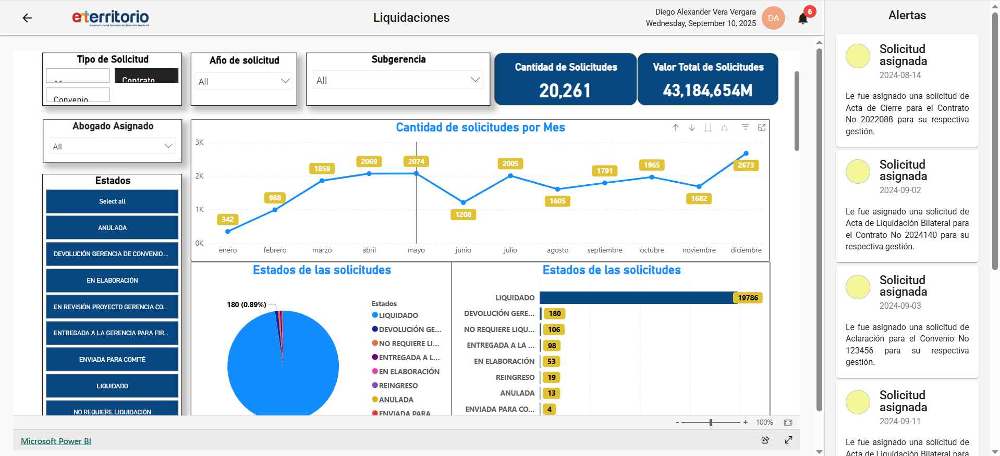 enterritorio
Empresa Nacional Promotora del Desarrollo Territorial
Liquidaciones
Diego Alexander Vera Vergara
Wednesday, September 10, 2025
DA
6
Tipo de Solicitud
--
Contrato
Convenio
Año de solicitud
All
Subgerencia
All
Cantidad de Solicitudes
20,261
Valor Total de Solicitudes
43,184,654M
Abogado Asignado
All
Estados
Select all
ANULADA
DEVOLUCIÓN GERENCIA DE CONVENIO ...
EN ELABORACIÓN
EN REVISIÓN PROYECTO GERENCIA CO...
ENTREGADA A LA GERENCIA PARA FIR...
ENVIADA PARA COMITÉ
LIQUIDADO
NO REQUIERE LIQUIDACIÓN
Cantidad de solicitudes por Mes
3K
2K
1K
0K
342
988
1859
2069
2074
1208
2005
1605
1791
1965
1682
2673
enero
febrero
marzo
abril
mayo
junio
julio
agosto
septiembre
octubre
noviembre
diciembre
Estados de las solicitudes
180 (0.89%)
Estados
LIQUIDADO
DEVOLUCIÓN GE...
NO REQUIERE LI...
ENTREGADA A L...
EN ELABORACIÓN
REINGRESO
ANULADA
ENVIADA PARA
Estados de las solicitudes
LIQUIDADO 19786
DEVOLUCIÓN GERE... 180
NO REQUIERE LIQU... 106
ENTREGADA A LA ... 98
EN ELABORACIÓN 53
REINGRESO 19
ANULADA 13
ENVIADA PARA CO... 4
- + 100%
Microsoft Power BI
Alertas
Solicitud
asignada
2024-08-14
Le fue asignado una solicitud de
Acta de Cierre para el Contrato
No 2022088 para su respectiva
gestión.
Solicitud
asignada
2024-09-02
Le fue asignado una solicitud de
Acta de Liquidación Bilateral para
el Contrato No 2024140 para su
respectiva gestión.
Solicitud
asignada
2024-09-03
Le fue asignado una solicitud de
Aclaración para el Convenio No
123456 para su respectiva
gestión.
Solicitud
asignada
2024-09-11
Le fue asignado una solicitud de
Acta de Liquidación Bilateral para